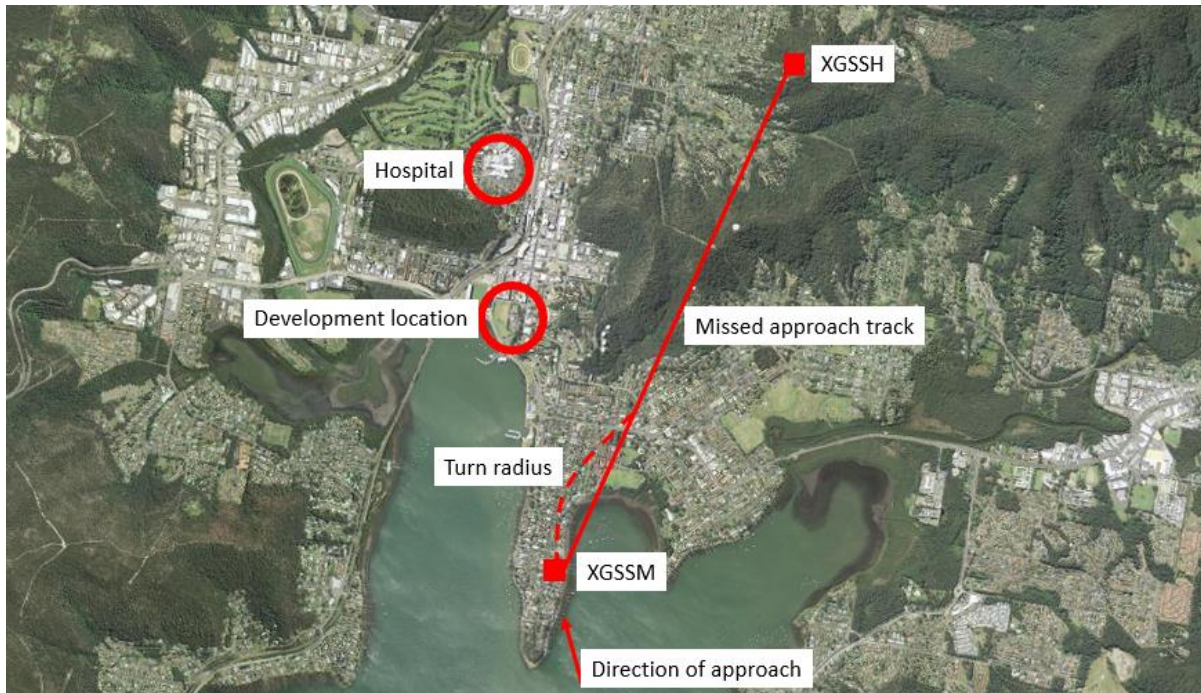 XGSSH
Hospital
Development location
Missed approach track
Turn radius
XGSSM
Direction of approach